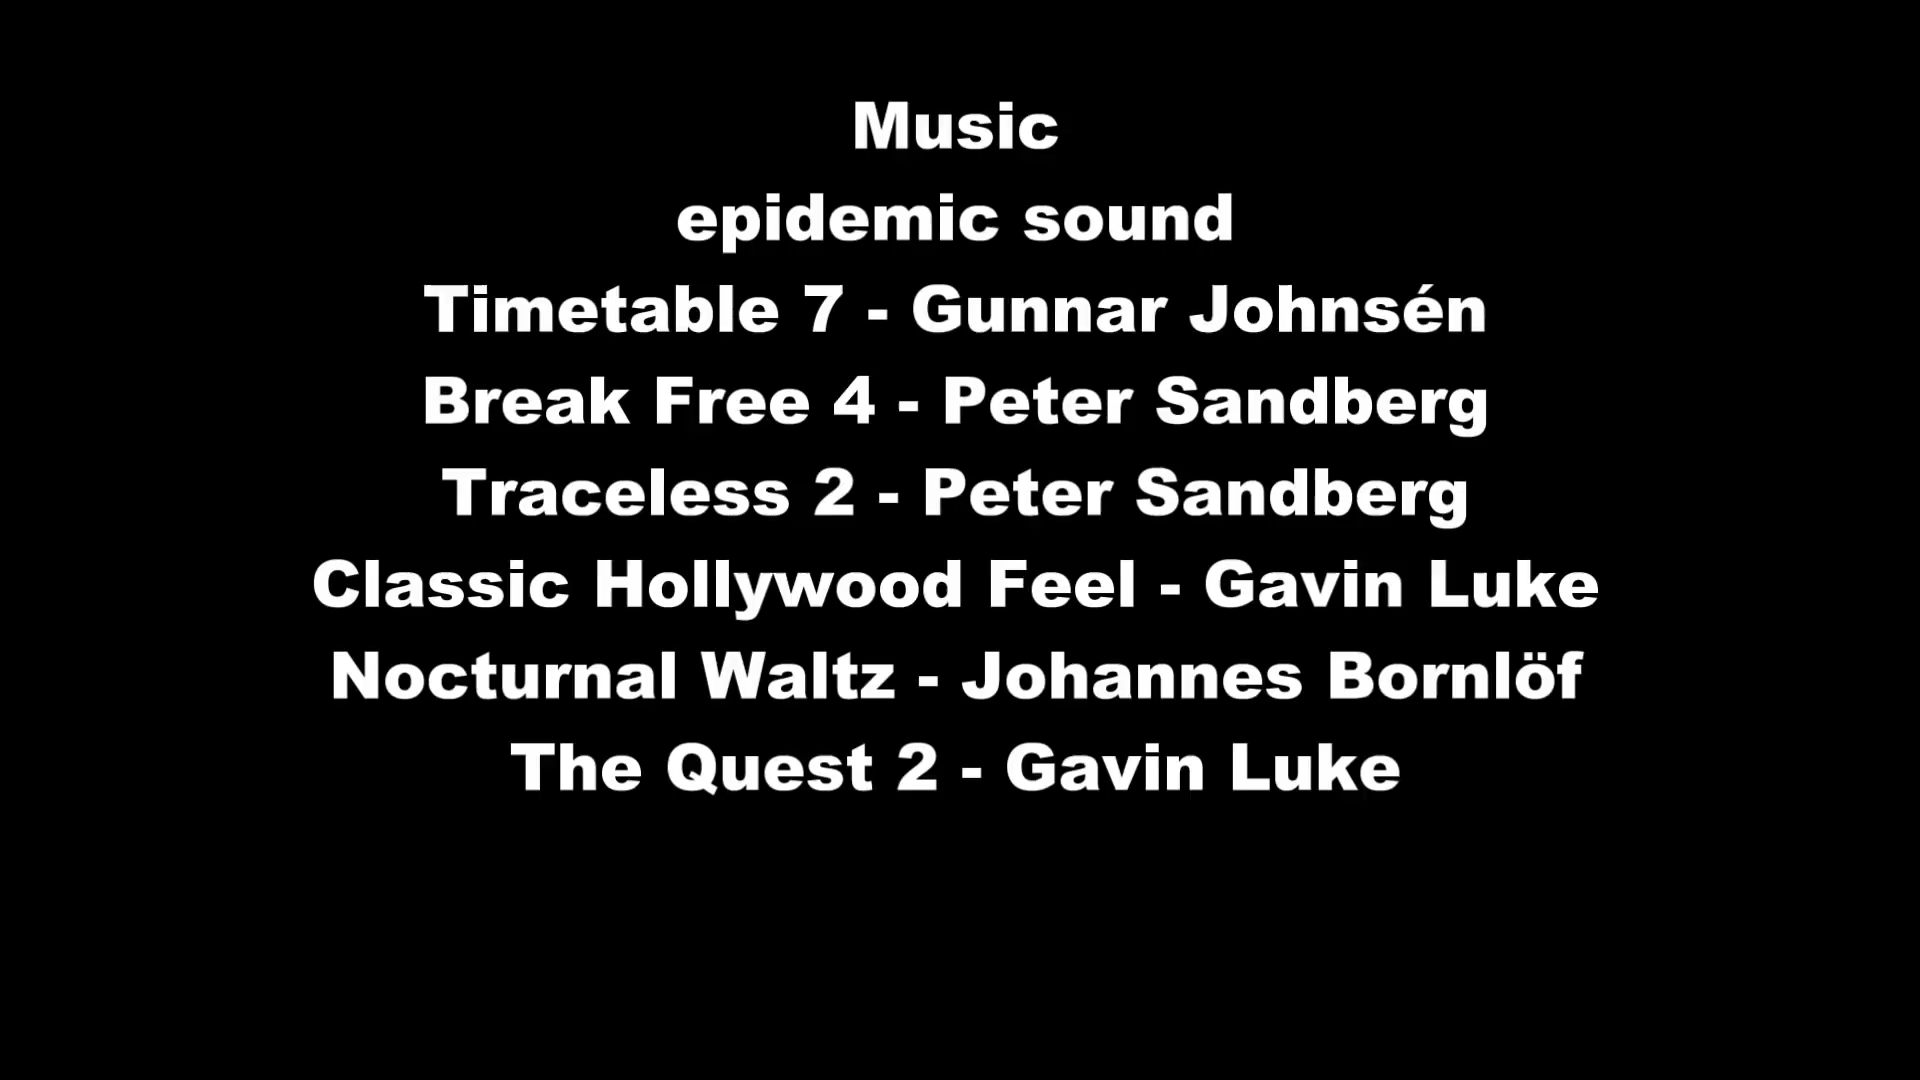 Music
epidemic sound
Timetable 7 - Gunnar Johnsén
Break Free 4 - Peter Sandberg
Traceless 2 - Peter Sandberg
Classic Hollywood Feel - Gavin Luke
Nocturnal Waltz - Johannes Bornlöf
The Quest 2 - Gavin Luke